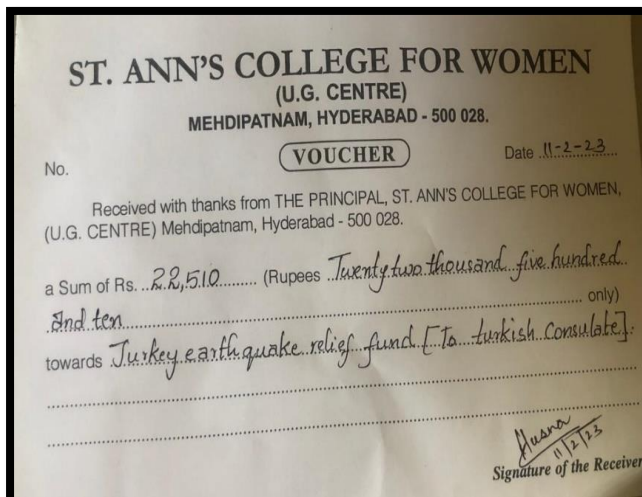 ST. ANN'S COLLEGE FOR WOMEN
(U.G. CENTRE)
MEHDIPATNAM, HYDERABAD - 500 028.
VOUCHER
No.
Date 11-2-23
Received with thanks from THE PRINCIPAL, ST. ANN'S COLLEGE FOR WOMEN,
(U.G. CENTRE) Mehdipatnam, Hyderabad - 500 028.
a Sum of Rs. 22,510 (Rupees Twenty two thousand five hundred
and ten only)
towards Turkey earthquake relief fund [To turkish Consulate].
Husna
11/2/23
Signature of the Receiver